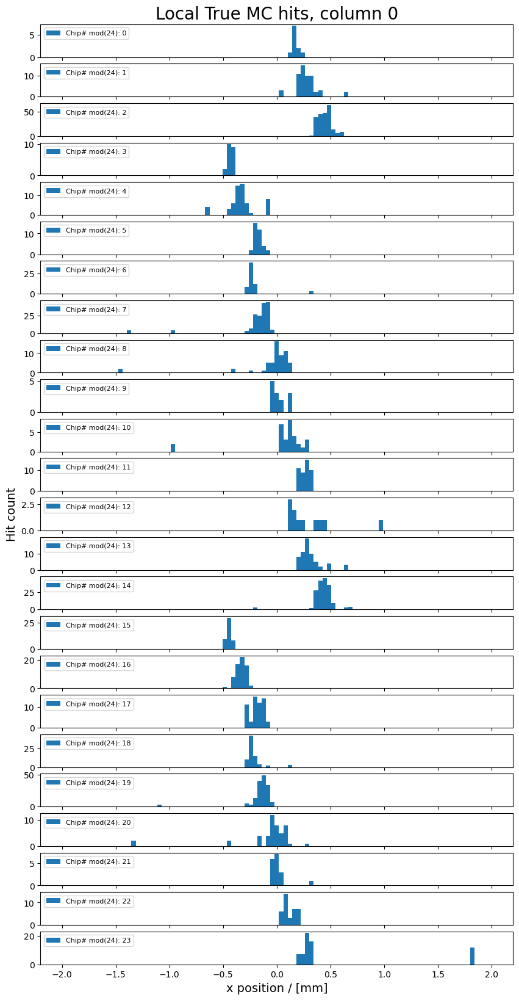 Local True MC hits, column 0
5
0
Chip# mod(24): 0
10
0
Chip# mod(24): 1
50
0
Chip# mod(24): 2
10
0
Chip# mod(24): 3
10
0
Chip# mod(24): 4
10
0
Chip# mod(24): 5
25
0
Chip# mod(24): 6
25
0
Chip# mod(24): 7
10
0
Chip# mod(24): 8
5
0
Chip# mod(24): 9
5
0
Chip# mod(24): 10
10
0
Chip# mod(24): 11
Hit count
2.5
0.0
Chip# mod(24): 12
10
0
Chip# mod(24): 13
25
0
Chip# mod(24): 14
25
0
Chip# mod(24): 15
20
0
Chip# mod(24): 16
10
0
Chip# mod(24): 17
25
0
Chip# mod(24): 18
50
0
Chip# mod(24): 19
10
0
Chip# mod(24): 20
5
0
Chip# mod(24): 21
10
0
Chip# mod(24): 22
20
0
Chip# mod(24): 23
−2.0 −1.5 −1.0 −0.5 0.0 0.5 1.0 1.5 2.0
x position / [mm]